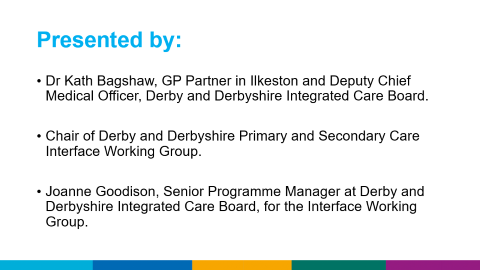 Presented by:
• Dr Kath Bagshaw, GP Partner in Ilkeston and Deputy Chief
Medical Officer, Derby and Derbyshire Integrated Care Board.
• Chair of Derby and Derbyshire Primary and Secondary Care
Interface Working Group.
• Joanne Goodison, Senior Programme Manager at Derby and
Derbyshire Integrated Care Board, for the Interface Working
Group.